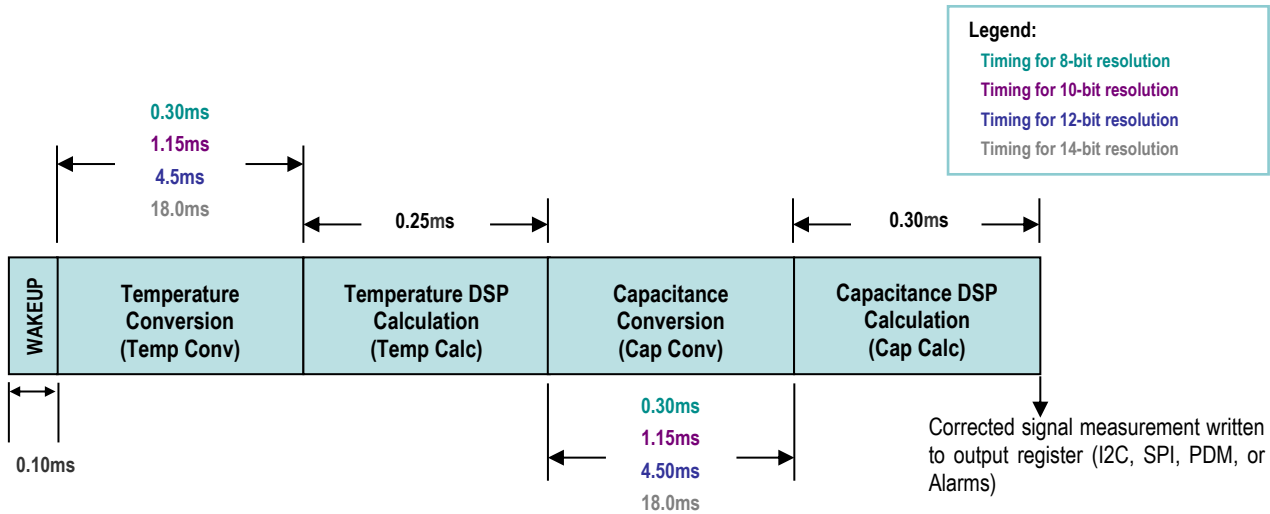 Legend:
Timing for 8-bit resolution
Timing for 10-bit resolution
Timing for 12-bit resolution
Timing for 14-bit resolution
0.30ms
1.15ms
4.5ms
18.0ms
0.25ms
0.30ms
WAKEUP
Temperature
Conversion
(Temp Conv)
Temperature DSP
Calculation
(Temp Calc)
Capacitance
Conversion
(Cap Conv)
Capacitance DSP
Calculation
(Cap Calc)
0.10ms
0.30ms
1.15ms
4.50ms
18.0ms
Corrected signal measurement written
to output register (I2C, SPI, PDM, or
Alarms)